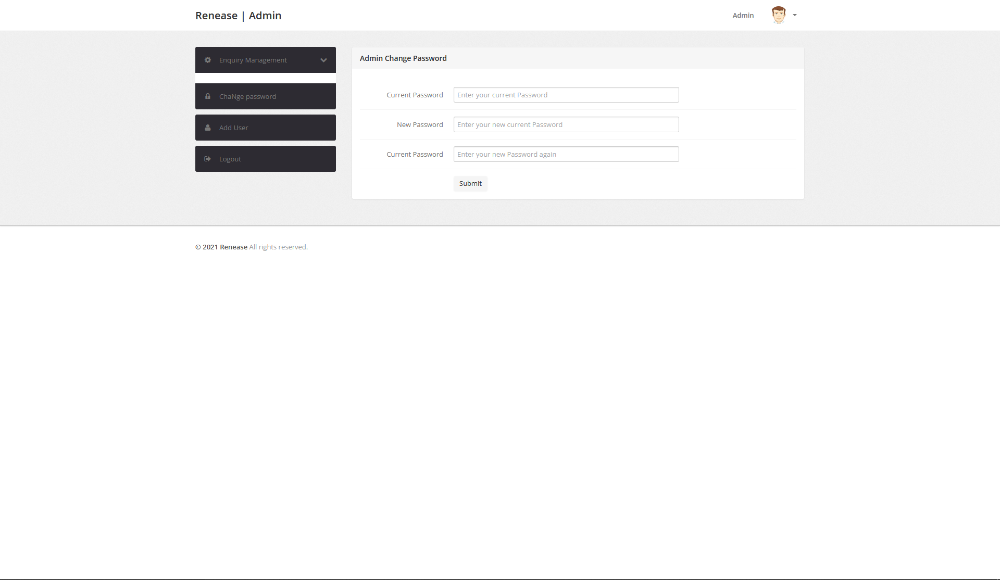 Renease | Admin
Admin
Enquiry Management
ChaNge password
Add User
Logout
Admin Change Password
Current Password
Enter your current Password
New Password
Enter your new current Password
Current Password
Enter your new Password again
Submit
© 2021 Renease All rights reserved.